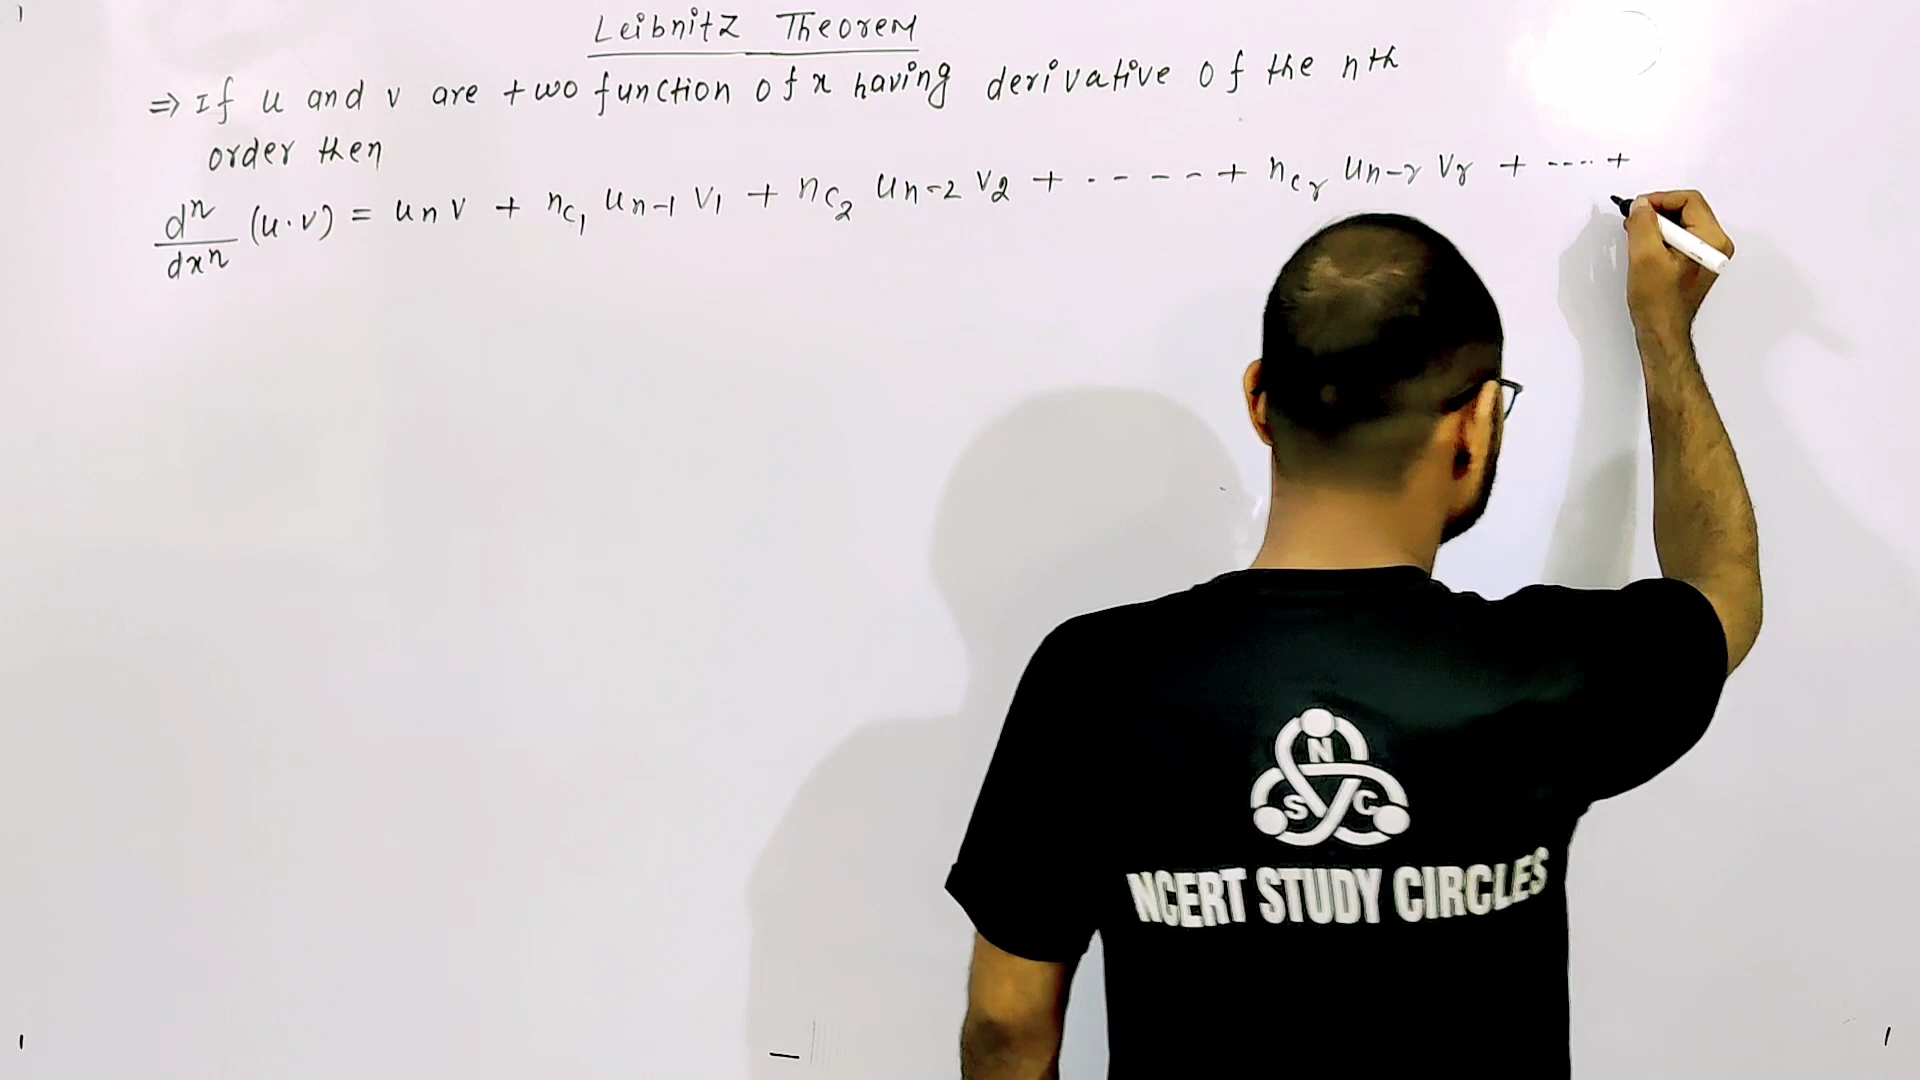 Leibnitz Theorem
⇒ If u and v are two function of x having derivative of the nth
order then
dⁿ/dxⁿ (u·v) = uₙ v + nc₁ uₙ₋₁ v₁ + nc₂ uₙ₋₂ v₂ + ----- + ncᵣ uₙ₋ᵣ vᵣ + ---- +
N
S C
NCERT STUDY CIRCLES